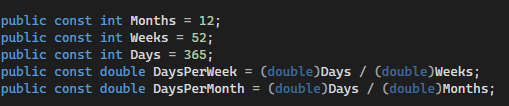 public const int Months = 12;
public const int Weeks = 52;
public const int Days = 365;
public const double DaysPerWeek = (double)Days / (double)Weeks;
public const double DaysPerMonth = (double)Days / (double)Months;